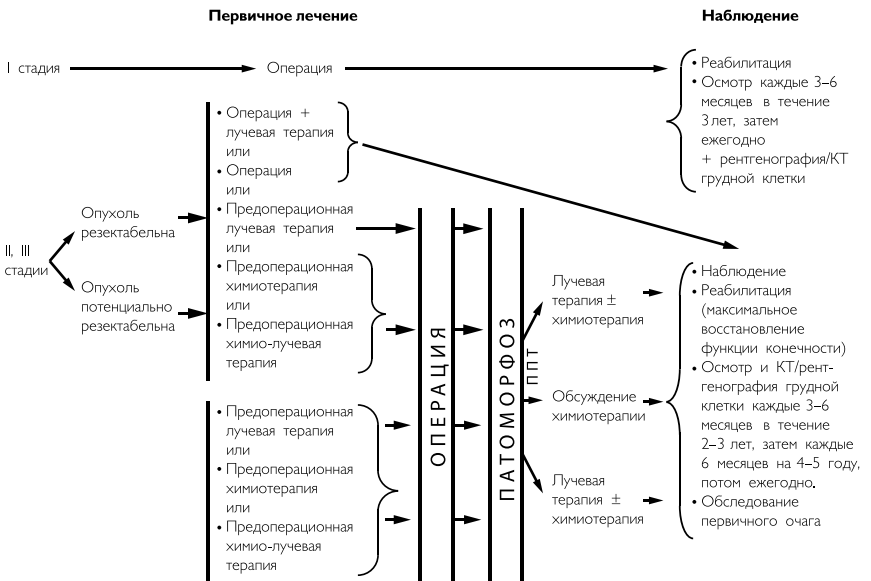 Первичное лечение
Наблюдение
I стадия
Операция
• Реабилитация
• Осмотр каждые 3–6
месяцев в течение
3 лет, затем
ежегодно
+ рентгенография/КТ
грудной клетки
II, III
стадии
Опухоль
резектабельна
Опухоль
потенциально
резектабельна
• Операция +
лучевая терапия
или
• Операция
или
• Предоперационная
лучевая терапия
или
• Предоперационная
химиотерапия
или
• Предоперационная
химио-лучевая
терапия
• Предоперационная
лучевая терапия
или
• Предоперационная
химиотерапия
или
• Предоперационная
химио-лучевая
терапия
ОПЕРАЦИЯ
ПАТОМОРФОЗ
ППТ
Лучевая
терапия ±
химиотерапия
Обсуждение
химиотерапии
Лучевая
терапия ±
химиотерапия
• Наблюдение
• Реабилитация
(максимальное
восстановление
функции конечности)
• Осмотр и КТ/рент-
генография грудной
клетки каждые 3–6
месяцев в течение
2–3 лет, затем каждые
6 месяцев на 4–5 году,
потом ежегодно.
• Обследование
первичного очага